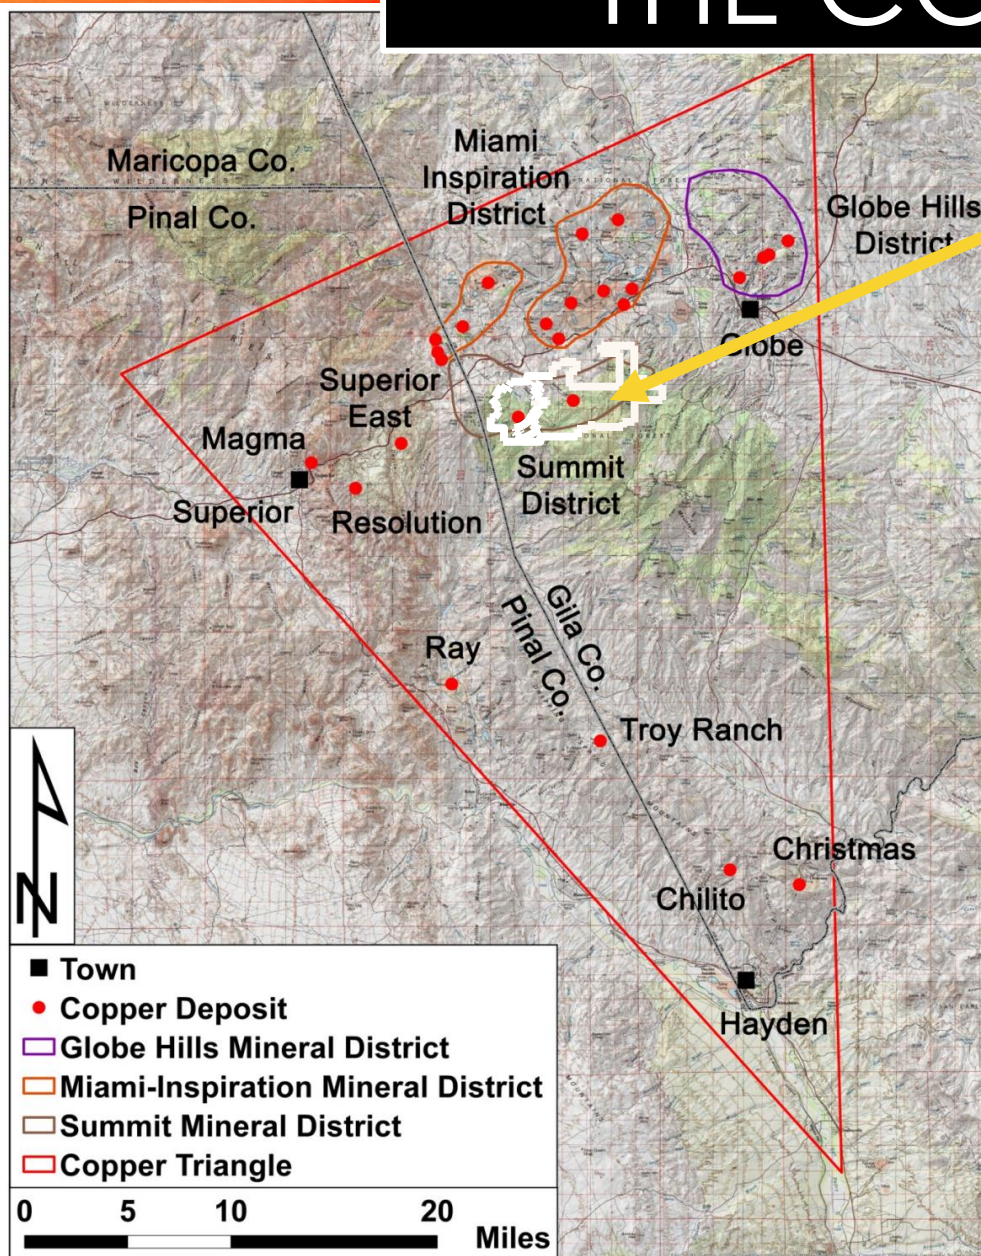 THE CO
Maricopa Co.
Pinal Co.
Miami
Inspiration
District
Globe Hills
District
Globe
Superior
East
Magma
Superior
Resolution
Summit
District
Gila Co.
Pinal Co.
Ray
Troy Ranch
Christmas
Chilito
Hayden
N
Town
Copper Deposit
Globe Hills Mineral District
Miami-Inspiration Mineral District
Summit Mineral District
Copper Triangle
0 5 10 20
Miles